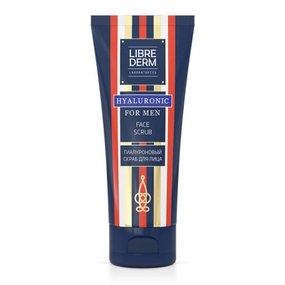 LIBRE
DERM
LABORATORIES
HYALURONIC
FOR MEN
FACE
SCRUB
ГИАЛУРОНОВЫЙ
СКРАБ ДЛЯ ЛИЦА